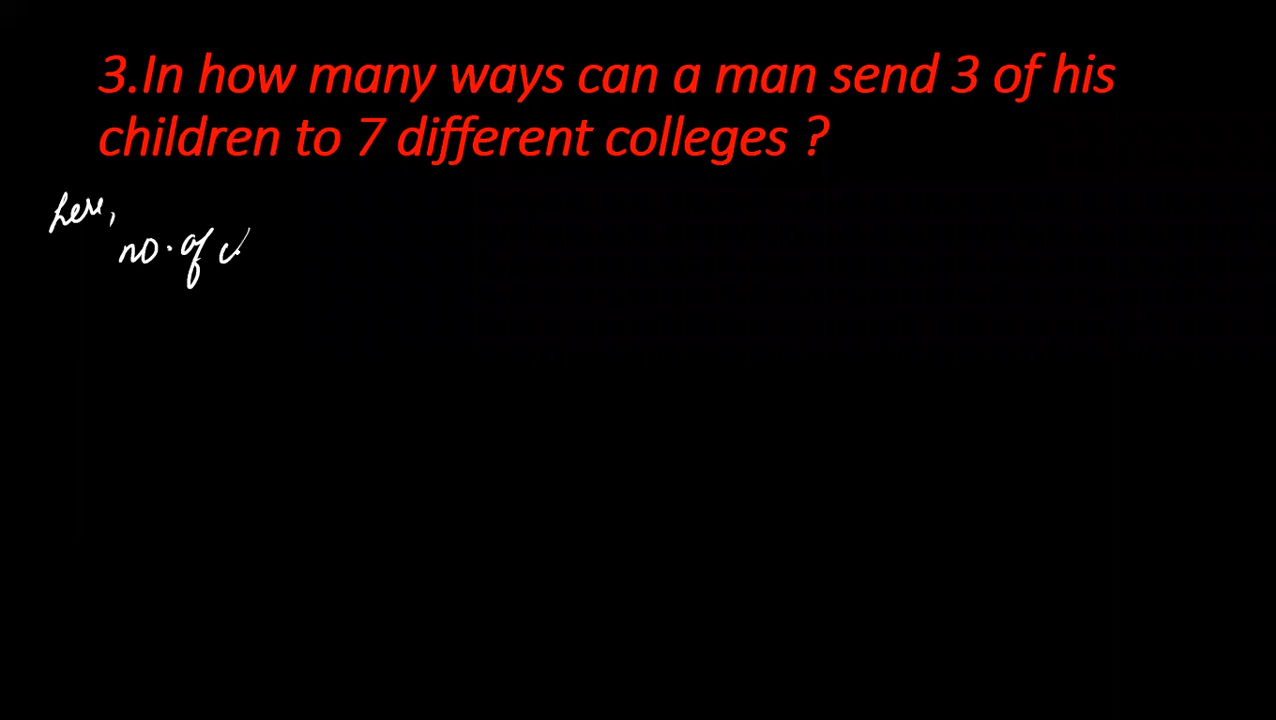 3.In how many ways can a man send 3 of his
children to 7 different colleges ?
here,
no. of